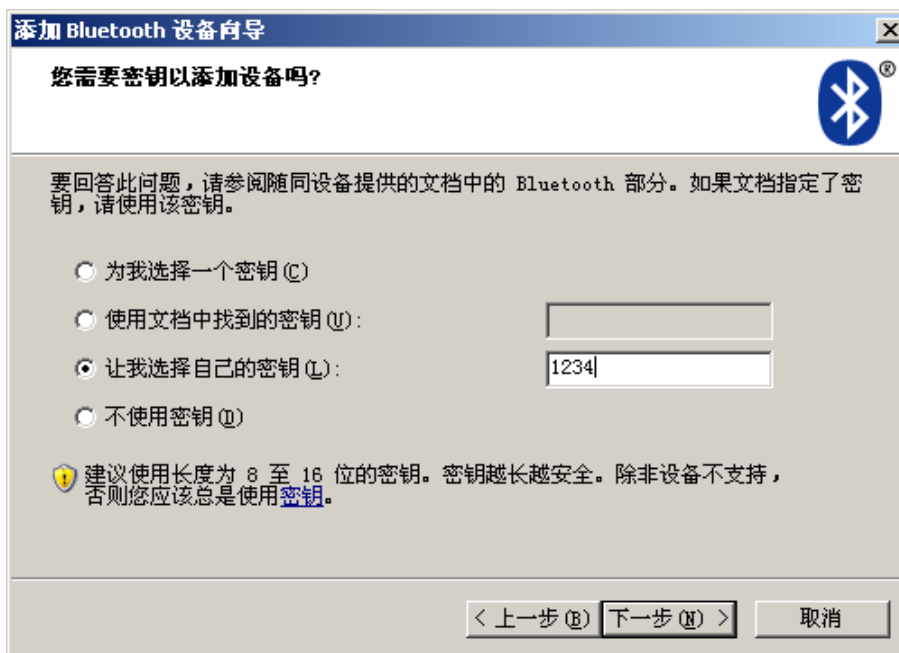 添加 Bluetooth 设备向导
您需要密钥以添加设备吗?
®
要回答此问题，请参阅随同设备提供的文档中的 Bluetooth 部分。如果文档指定了密
钥，请使用该密钥。
为我选择一个密钥(C)
使用文档中找到的密钥(U):
让我选择自己的密钥(L): 1234
不使用密钥(D)
建议使用长度为 8 至 16 位的密钥。密钥越长越安全。除非设备不支持，
否则您应该总是使用密钥。
< 上一步(B) 下一步(N) > 取消